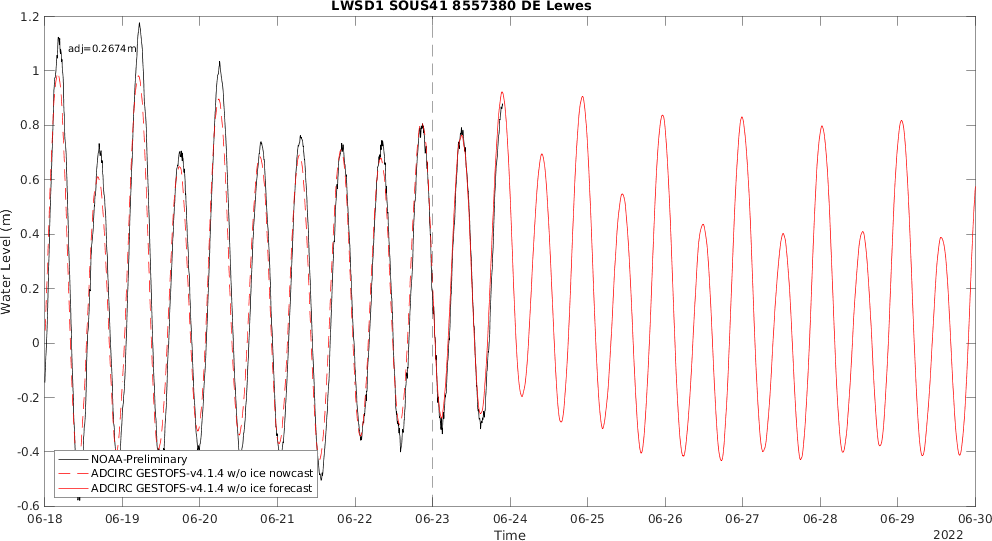 LWSD1 SOUS41 8557380 DE Lewes
adj=0.2674m
1.2
1
0.8
0.6
0.4
0.2
0
-0.2
-0.4
-0.6
Water Level (m)
NOAA-Preliminary
ADCIRC GESTOFS-v4.1.4 w/o ice nowcast
ADCIRC GESTOFS-v4.1.4 w/o ice forecast
06-18 06-19 06-20 06-21 06-22 06-23 06-24 06-25 06-26 06-27 06-28 06-29 06-30
Time
2022